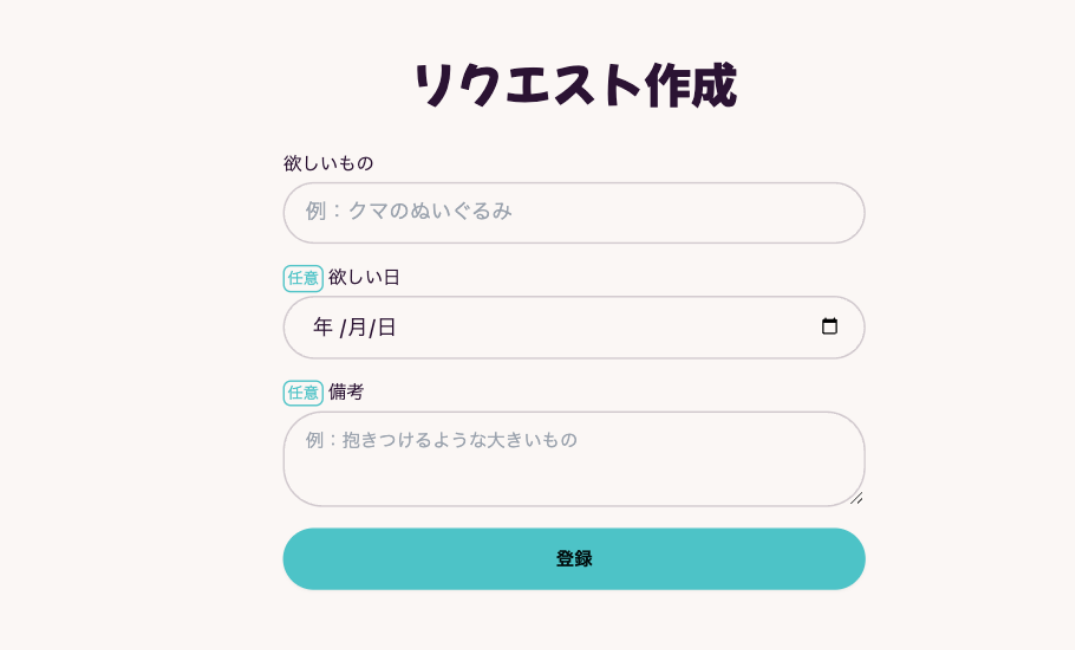 リクエスト作成
欲しいもの
例：クマのぬいぐるみ
任意 欲しい日
年 /月/日
任意 備考
例：抱きつけるような大きいもの
登録